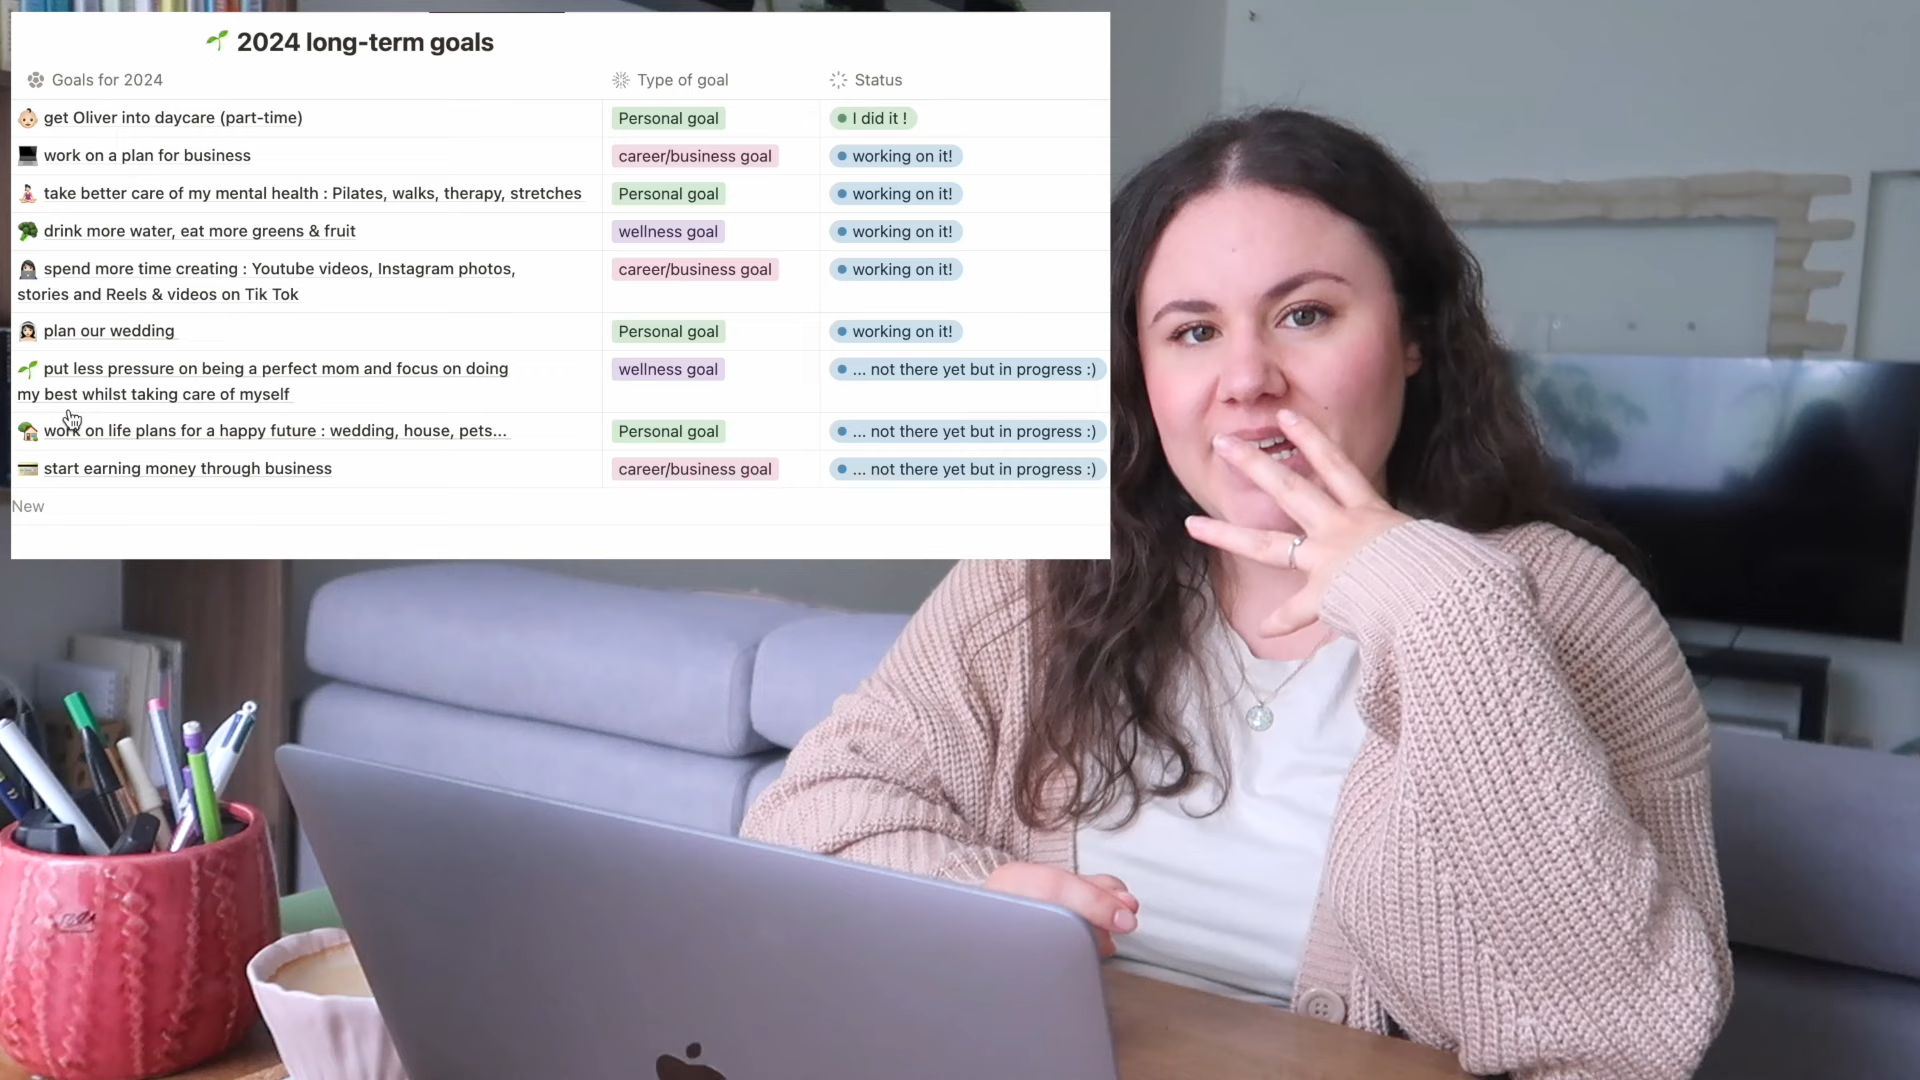 🌱 2024 long-term goals
Goals for 2024 Type of goal Status
👶🏻 get Oliver into daycare (part-time) Personal goal I did it !
💻 work on a plan for business career/business goal working on it!
🧘🏻‍♀️ take better care of my mental health : Pilates, walks, therapy, stretches Personal goal working on it!
🥦 drink more water, eat more greens & fruit wellness goal working on it!
👩🏻‍💻 spend more time creating : Youtube videos, Instagram photos, career/business goal working on it!
stories and Reels & videos on Tik Tok
👰🏻‍♀️ plan our wedding Personal goal working on it!
🌱 put less pressure on being a perfect mom and focus on doing wellness goal ... not there yet but in progress :)
my best whilst taking care of myself
🏡 work on life plans for a happy future : wedding, house, pets... Personal goal ... not there yet but in progress :)
💳 start earning money through business career/business goal ... not there yet but in progress :)
New